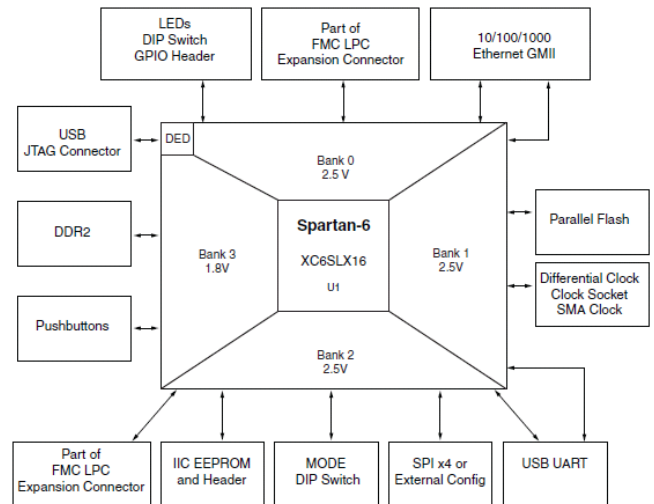 LEDs
DIP Switch
GPIO Header
Part of
FMC LPC
Expansion Connector
10/100/1000
Ethernet GMII
USB
JTAG Connector
DED
Bank 0
2.5 V
Spartan-6
XC6SLX16
U1
Bank 3
1.8V
Bank 1
2.5V
Bank 2
2.5V
DDR2
Pushbuttons
Parallel Flash
Differential Clock
Clock Socket
SMA Clock
Part of
FMC LPC
Expansion Connector
IIC EEPROM
and Header
MODE
DIP Switch
SPI x4 or
External Config
USB UART